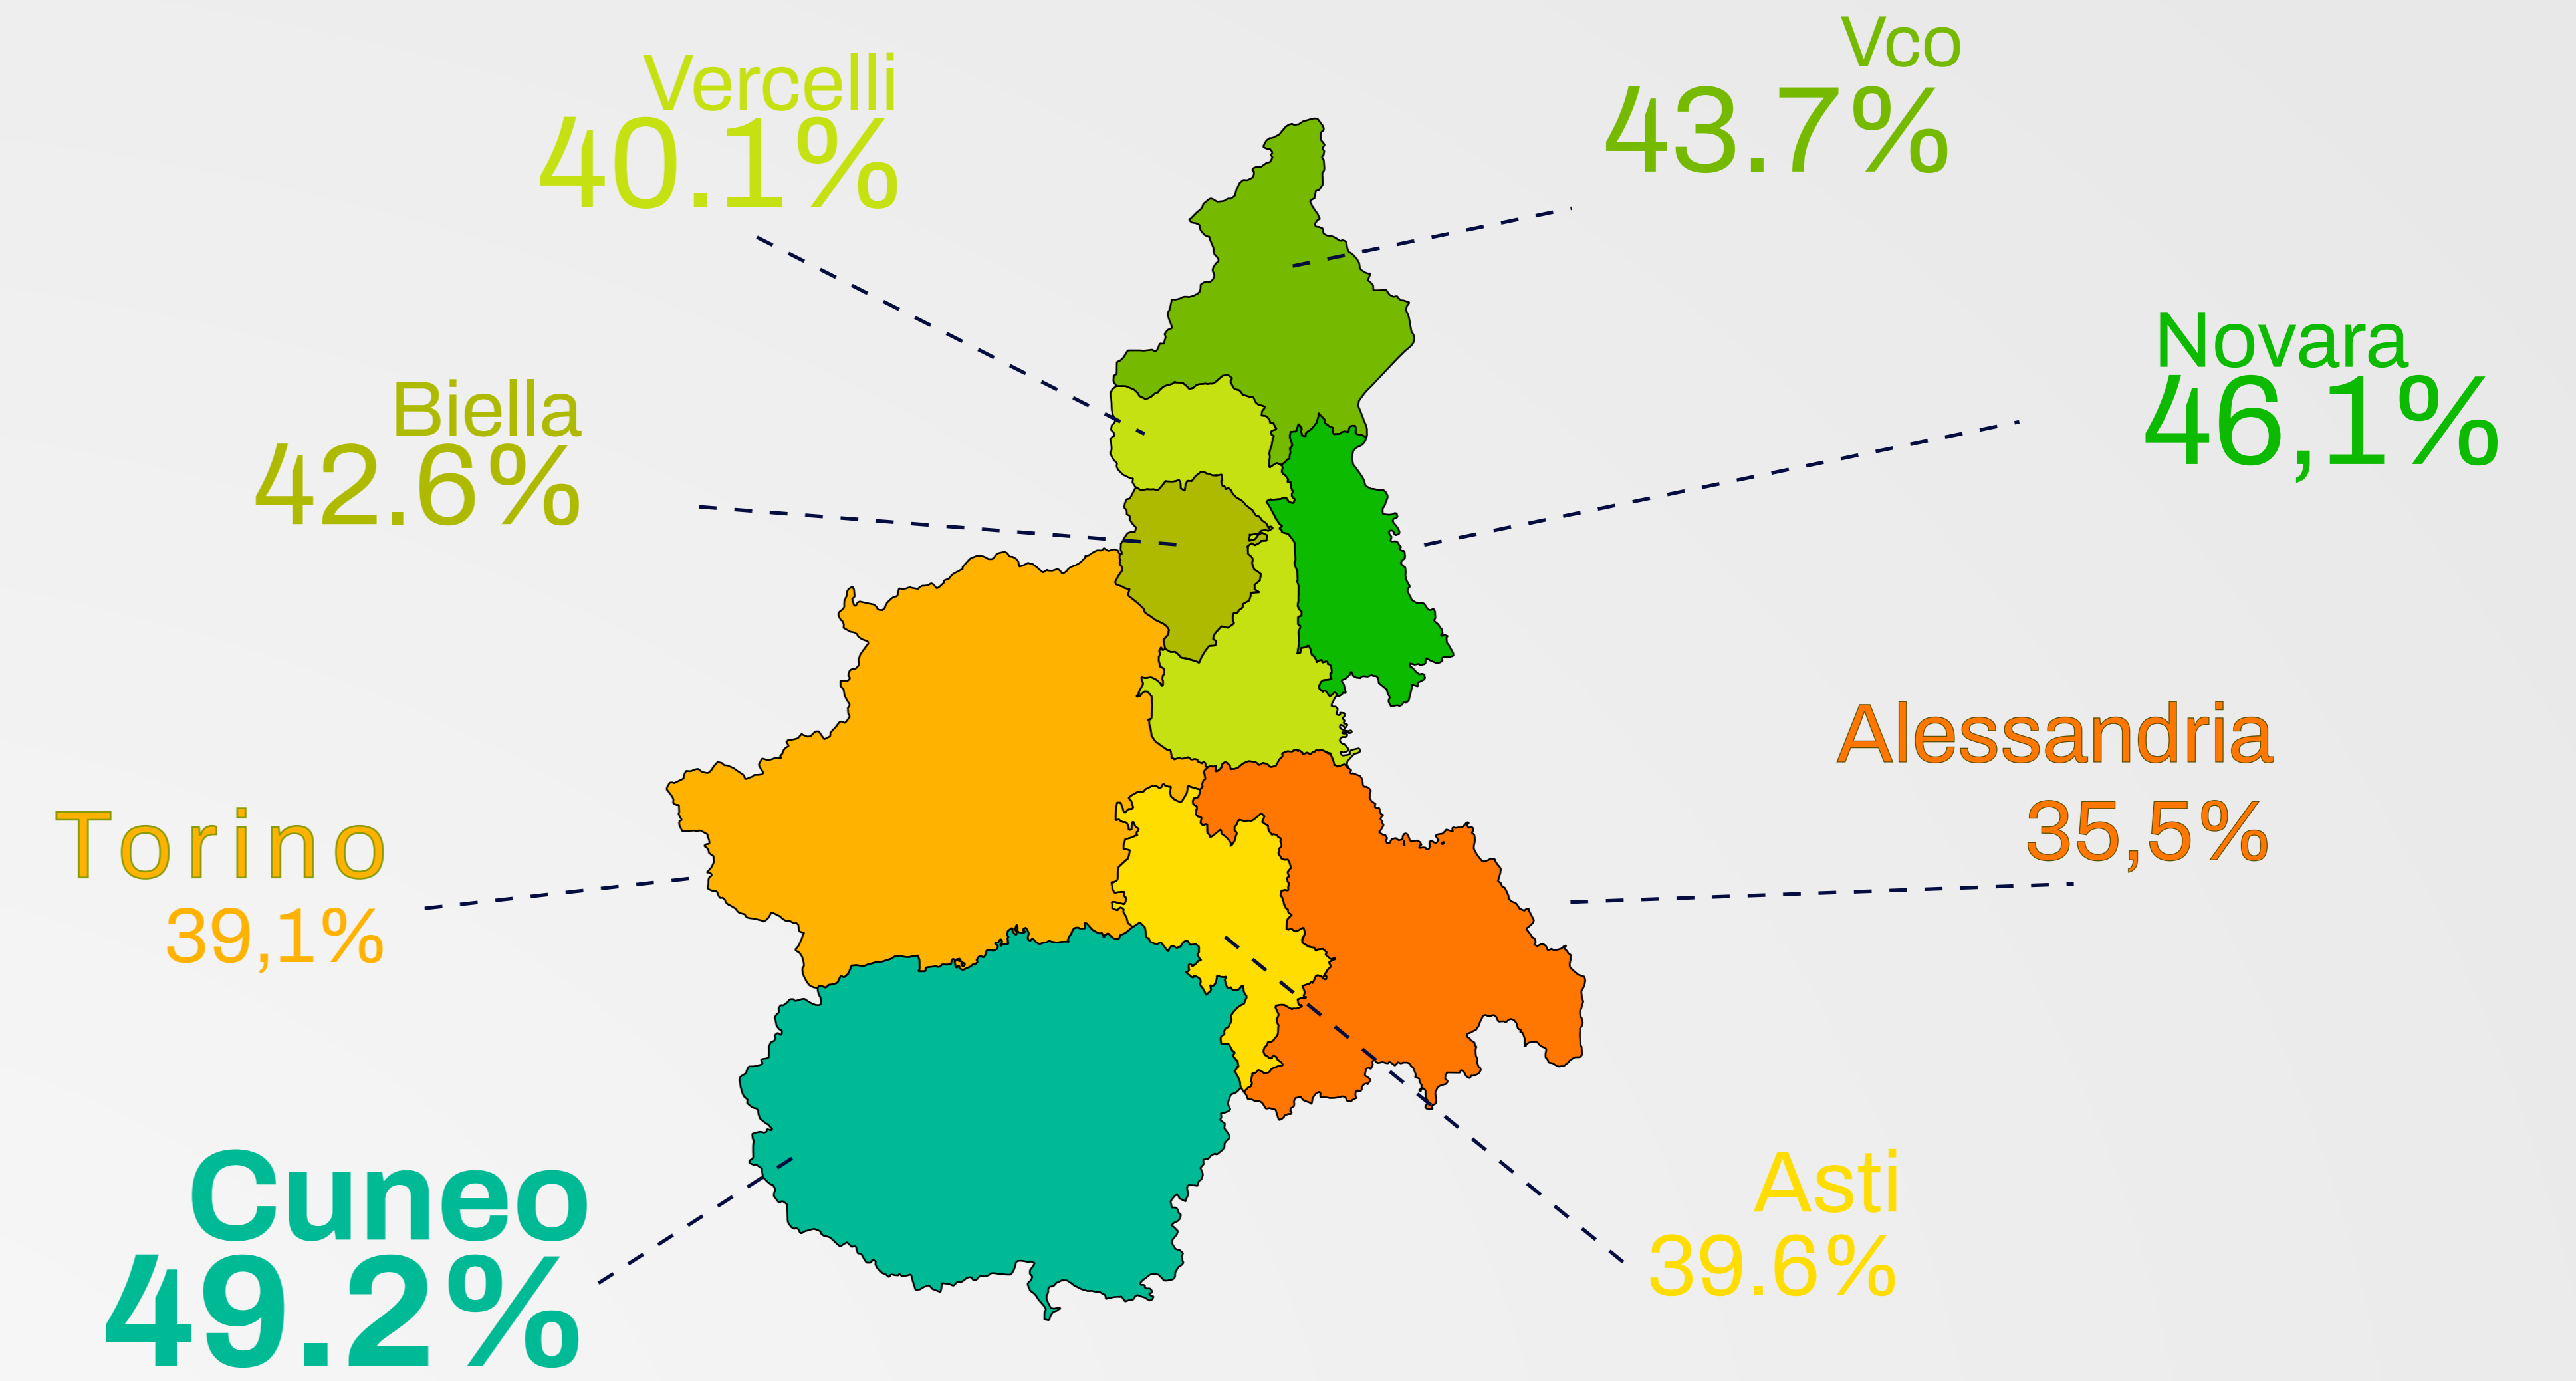 Vco
43.7%
Vercelli
40.1%
Novara
46,1%
Biella
42.6%
Alessandria
35,5%
Torino
39,1%
Cuneo
49.2%
Asti
39.6%